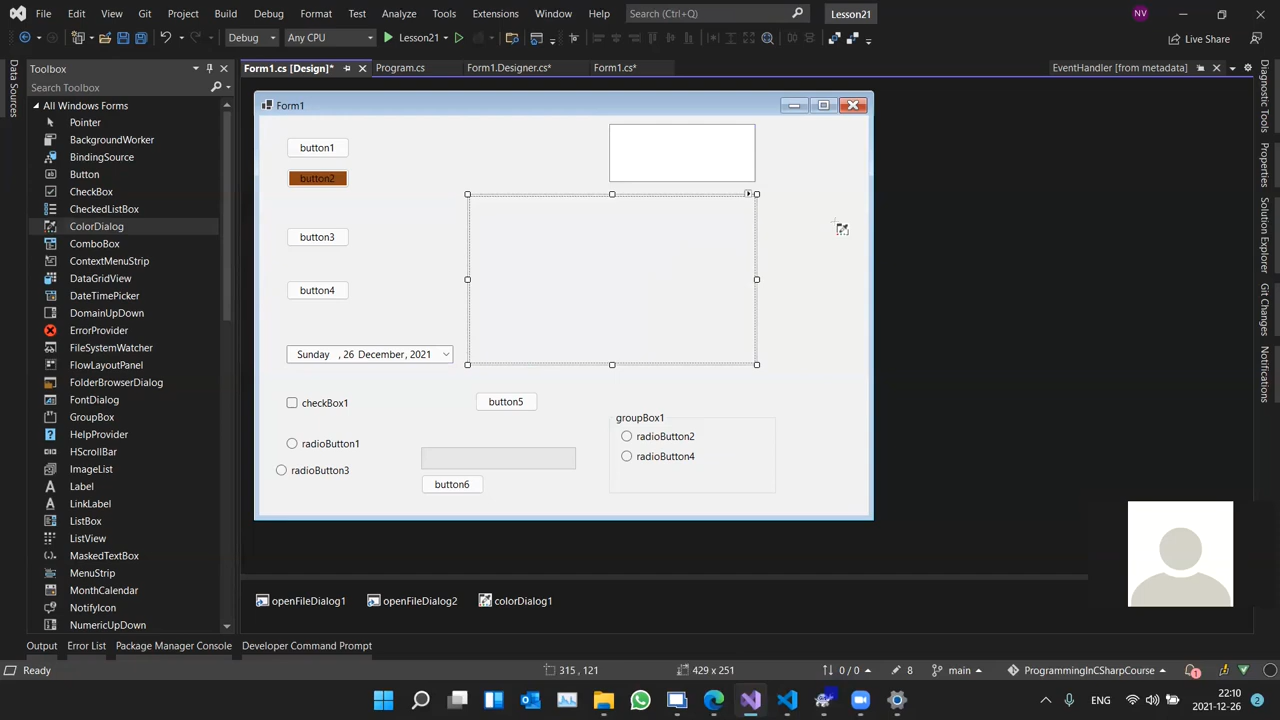 File Edit View Git Project Build Debug Format Test Analyze Tools Extensions Window Help Search (Ctrl+Q) Lesson21 NV
Debug Any CPU Lesson21 Live Share
Form1.cs [Design]* Program.cs Form1.Designer.cs* Form1.cs* EventHandler [from metadata]
Data Sources
Toolbox
Search Toolbox
All Windows Forms
Pointer
BackgroundWorker
BindingSource
Button
CheckBox
CheckedListBox
ColorDialog
ComboBox
ContextMenuStrip
DataGridView
DateTimePicker
DomainUpDown
ErrorProvider
FileSystemWatcher
FlowLayoutPanel
FolderBrowserDialog
FontDialog
GroupBox
HelpProvider
HScrollBar
ImageList
Label
LinkLabel
ListBox
ListView
MaskedTextBox
MenuStrip
MonthCalendar
NotifyIcon
NumericUpDown
Form1
button1
button2
button3
button4
Sunday , 26 December, 2021
checkBox1
button5
groupBox1
radioButton2
radioButton4
radioButton1
radioButton3
button6
openFileDialog1 openFileDialog2 colorDialog1
Diagnostic Tools
Properties
Solution Explorer
Git Changes
Notifications
Output Error List Package Manager Console Developer Command Prompt
Ready 315 , 121 429 x 251 0 / 0 8 main ProgrammingInCSharpCourse 1
ENG 22:10
2021-12-26 2